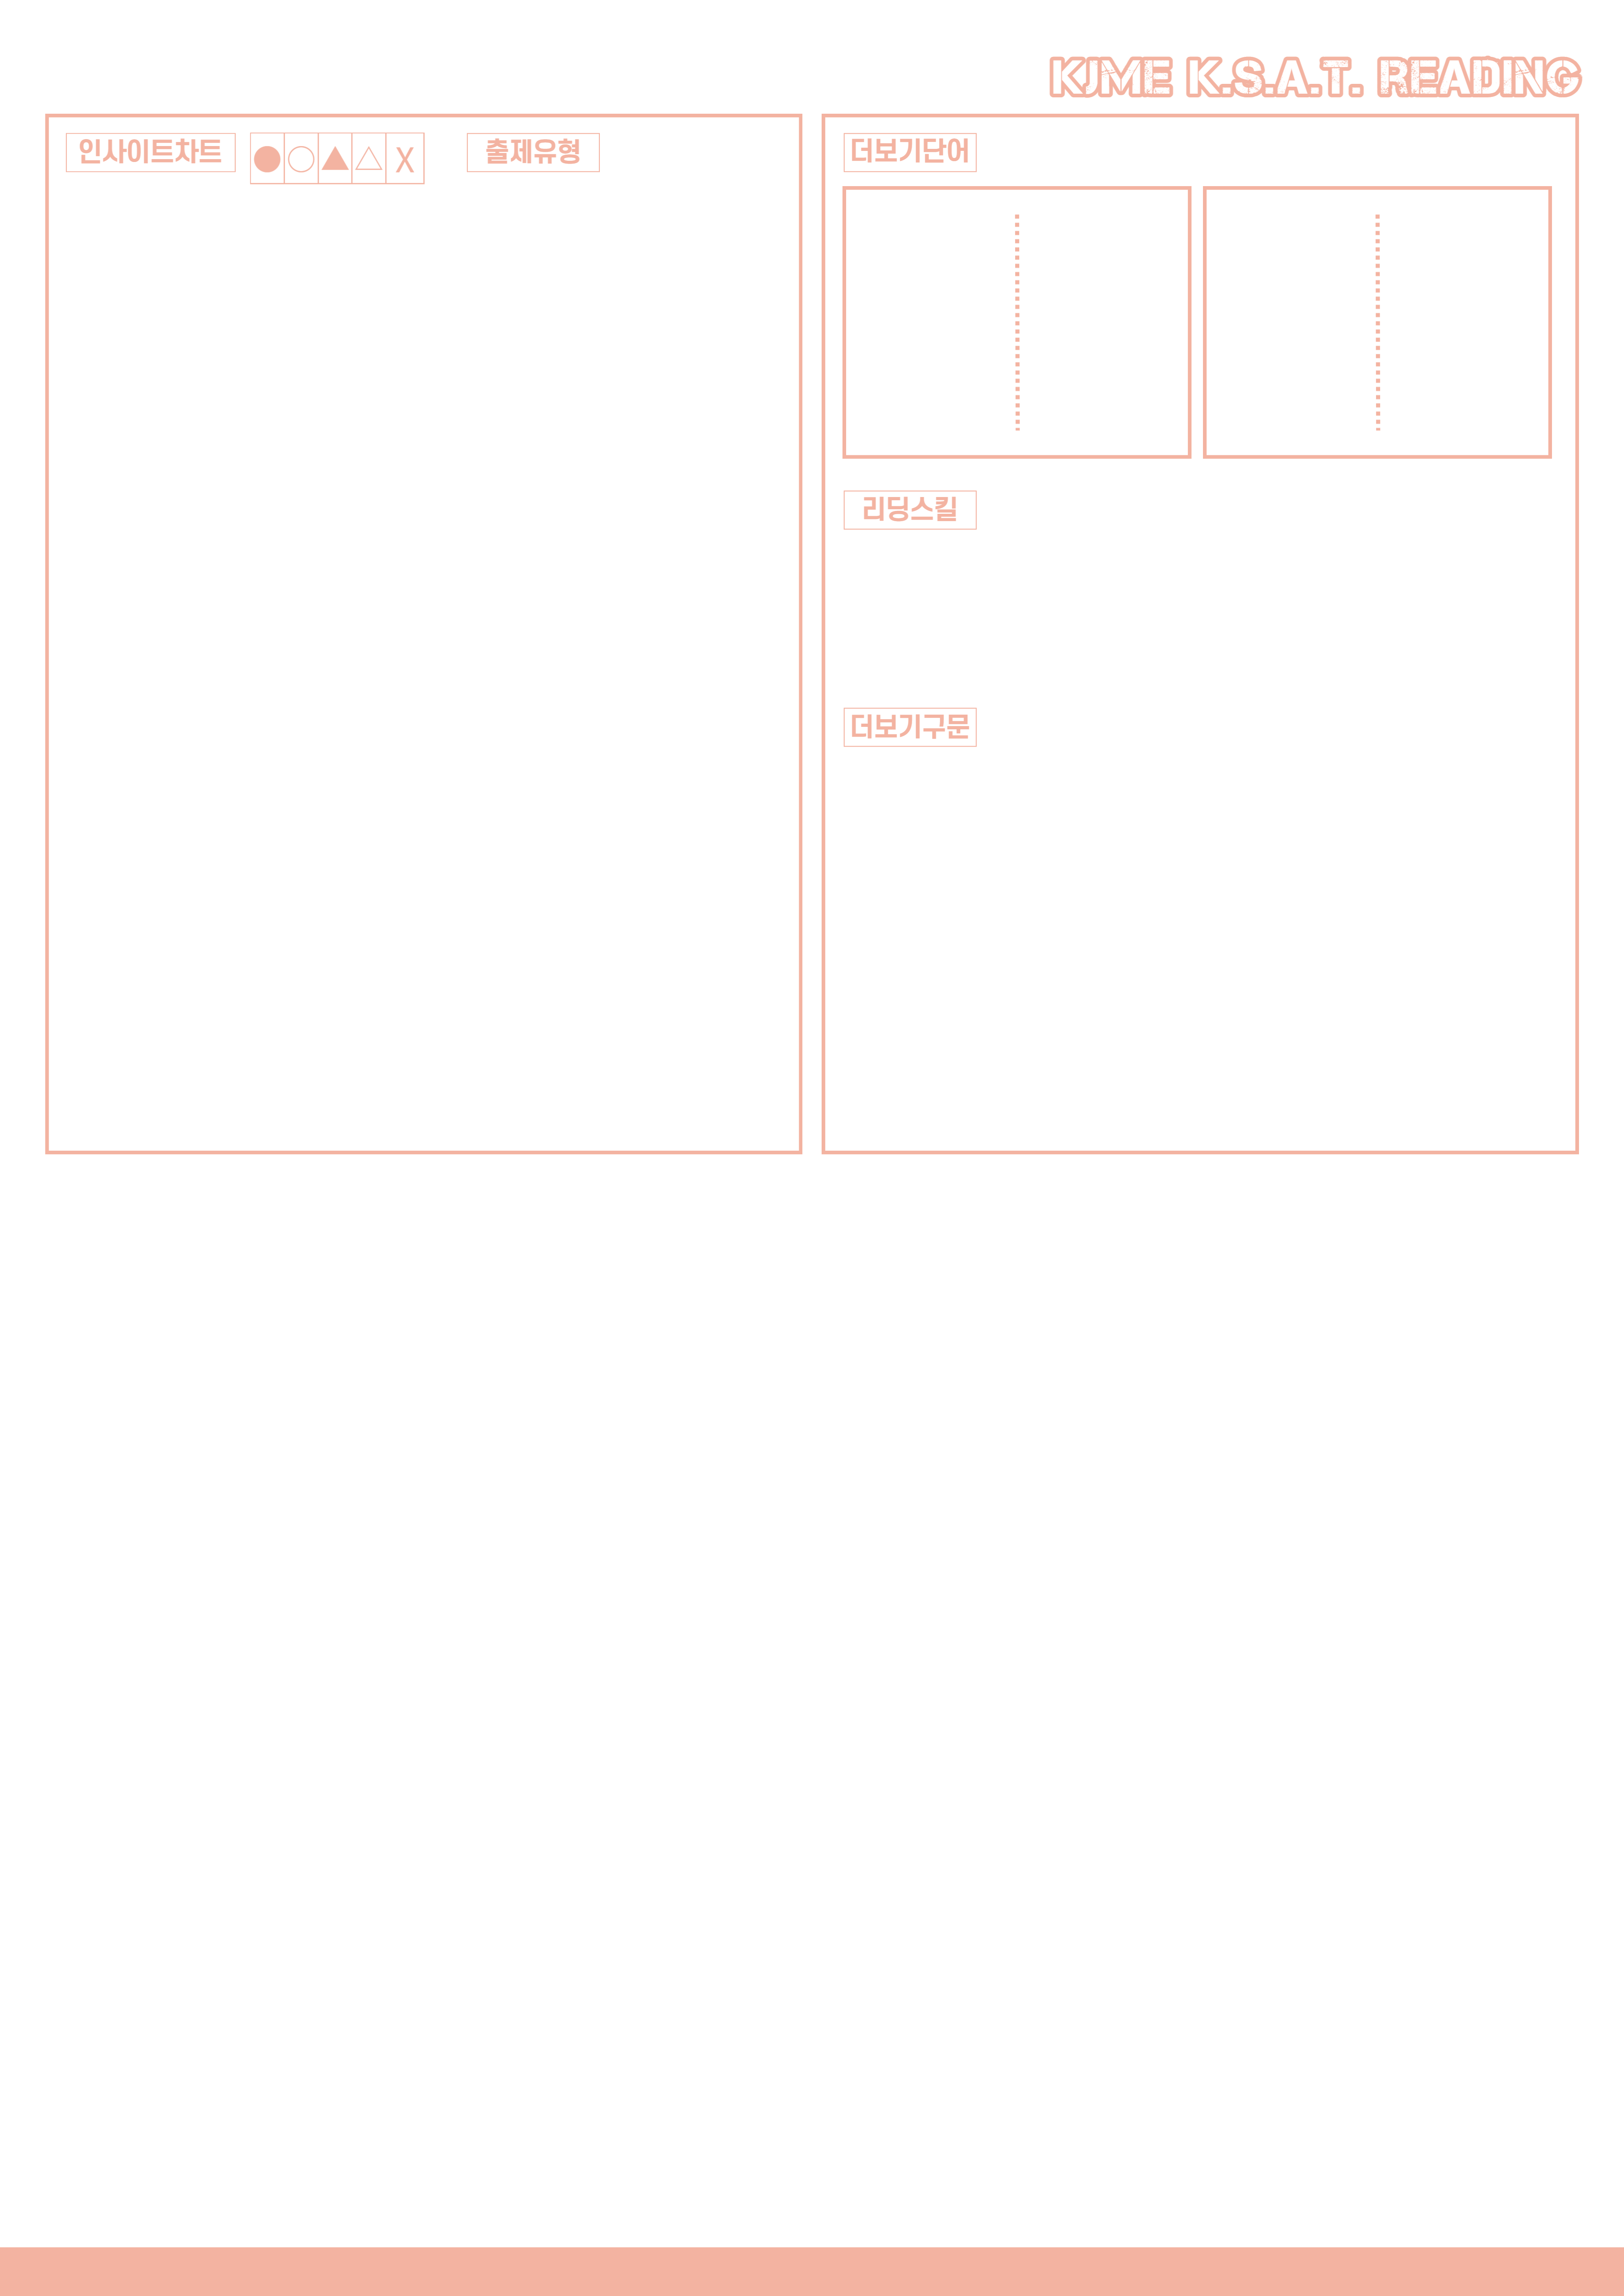 KIME K.S.A.T. READING
인사이트차트 ● ○ ▲ △ X 출제유형
더보기단어
리딩스킬
더보기구문